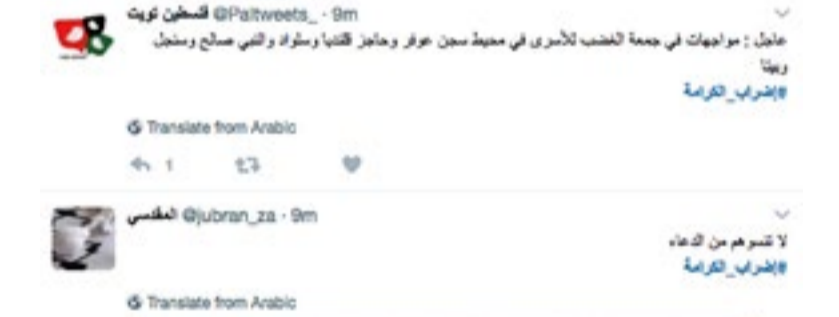 فلسطين تويت @Paltweets_ · 9m
عاجل : مواجهات في جمعة الغضب للأسرى في محيط سجن عوفر وحاجز قلنديا وسلواد والنبي صالح وسنجل
وبيتا
#إضراب_الكرامة
Translate from Arabic
1
المقدسي @jubran_za · 9m
لا تنسوهم من الدعاء
#إضراب_الكرامة
Translate from Arabic